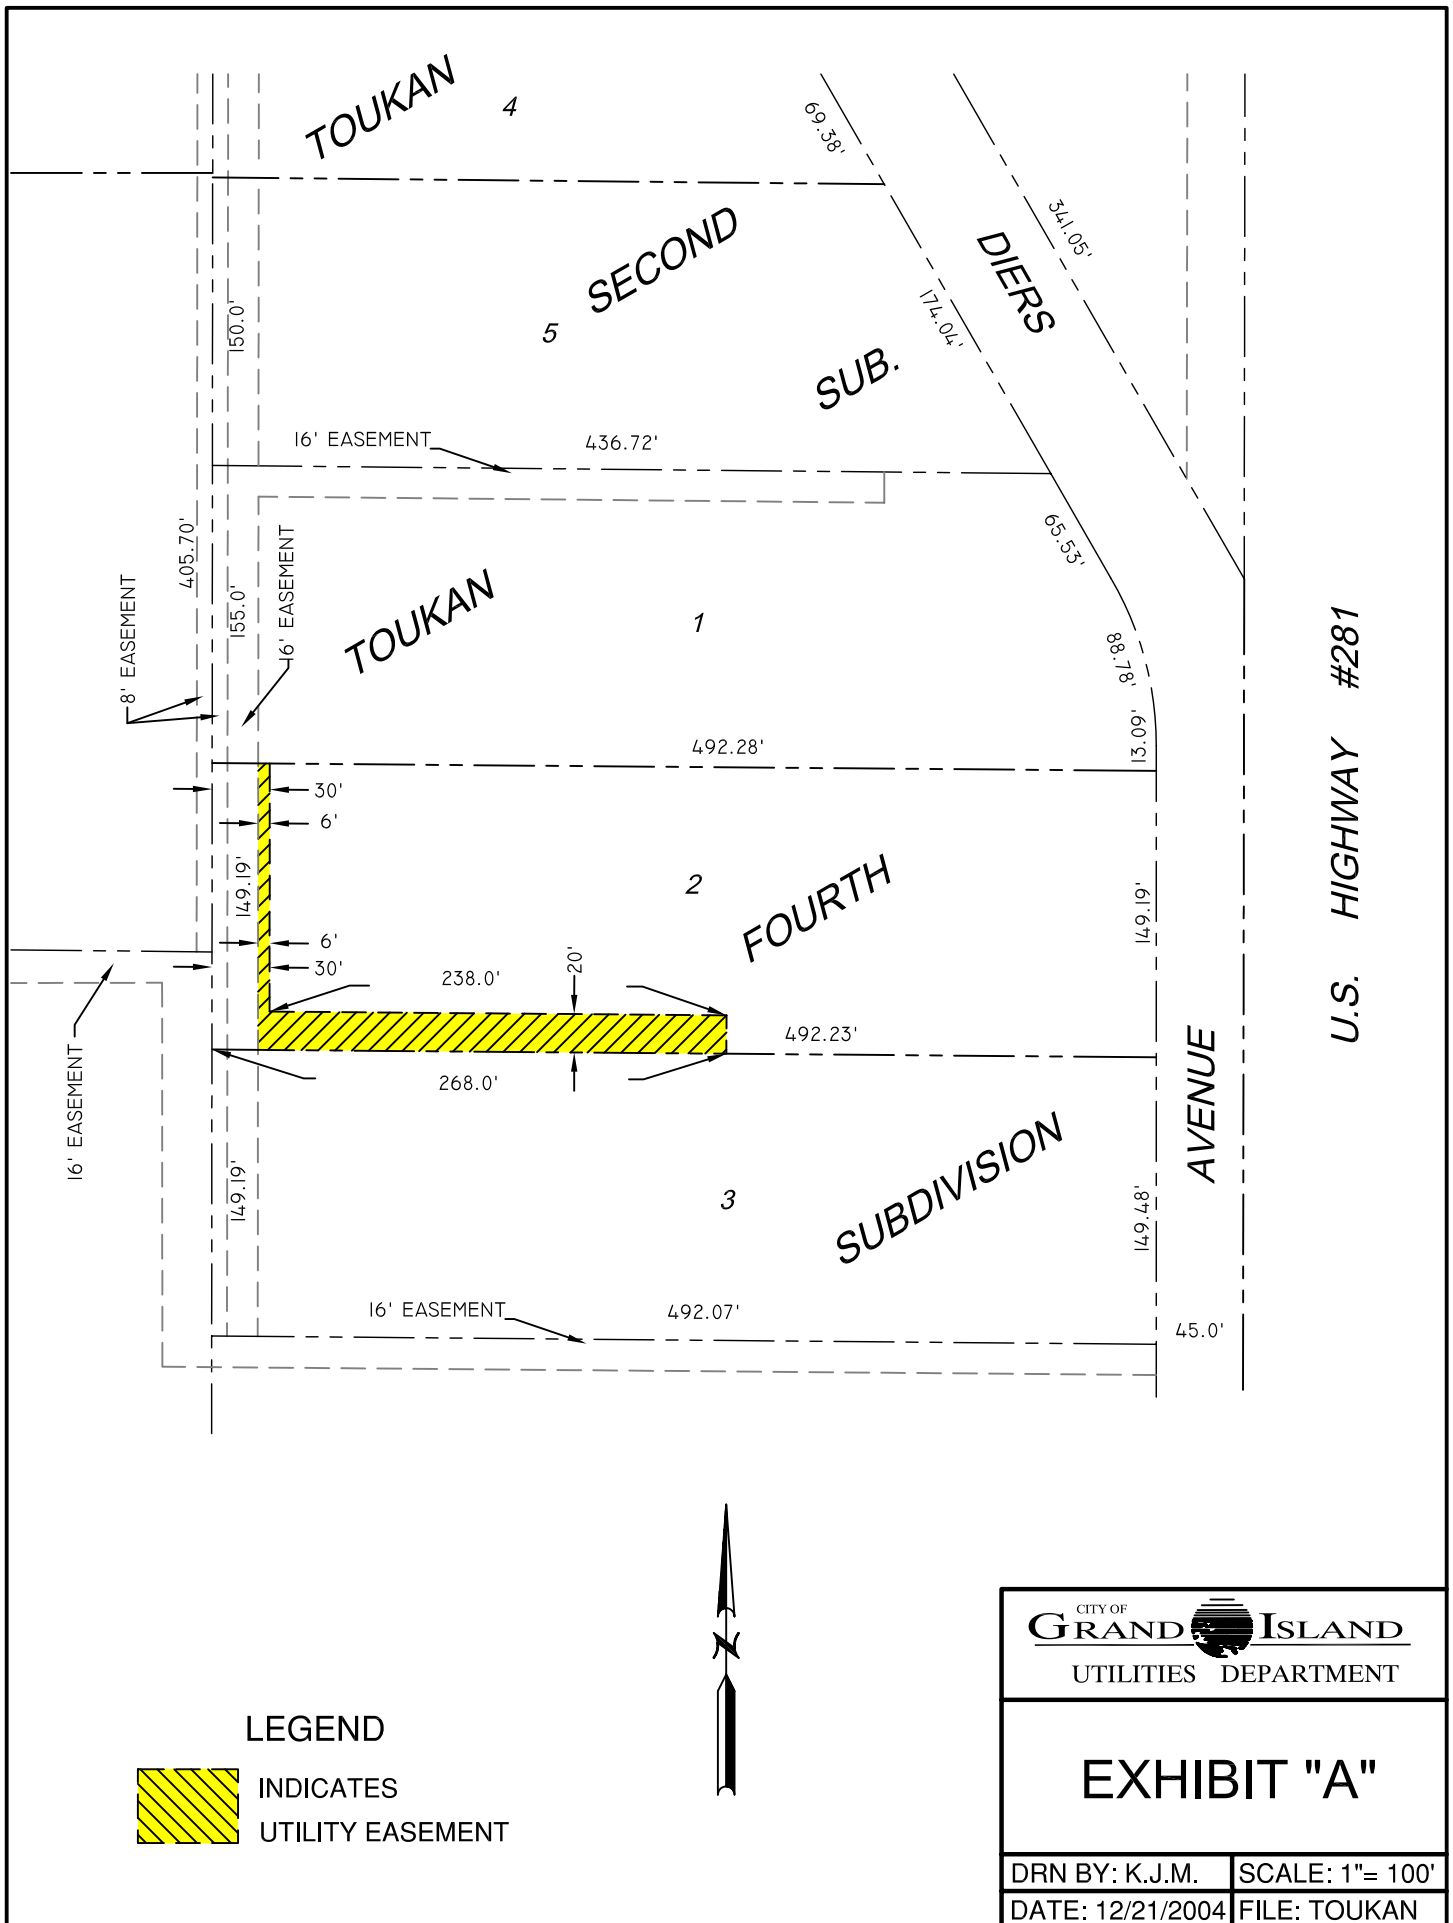 TOUKAN
4
69.38'
341.05'
SECOND
DIERS
150.0'
5
174.04'
SUB.
16' EASEMENT
436.72'
405.70'
65.53'
8' EASEMENT
155.0'
16' EASEMENT
TOUKAN
1
88.78'
U.S. HIGHWAY #281
492.28'
13.09'
30'
6'
149.19'
2
FOURTH
149.19'
6'
30'
238.0'
20'
492.23'
16' EASEMENT
268.0'
AVENUE
149.19'
3
SUBDIVISION
149.48'
16' EASEMENT
492.07'
45.0'
N
LEGEND
INDICATES
UTILITY EASEMENT
CITY OF
GRAND ISLAND
UTILITIES DEPARTMENT
EXHIBIT "A"
DRN BY: K.J.M.
SCALE: 1"= 100'
DATE: 12/21/2004
FILE: TOUKAN